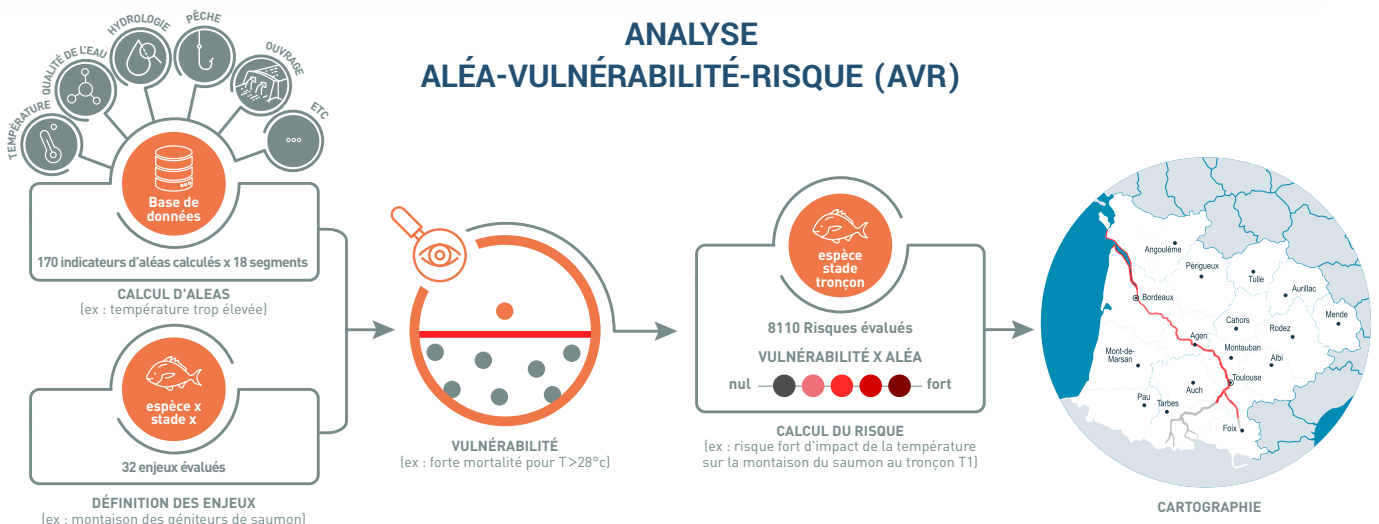 ANALYSE
ALÉA-VULNÉRABILITÉ-RISQUE (AVR)
TEMPÉRATURE
QUALITÉ DE L'EAU
HYDROLOGIE
PÊCHE
OUVRAGE
ETC
Base de
données
170 indicateurs d'aléas calculés x 18 segments
CALCUL D'ALEAS
(ex : température trop élevée)
espèce x
stade x
32 enjeux évalués
DÉFINITION DES ENJEUX
(ex : montaison des géniteurs de saumon)
VULNÉRABILITÉ
(ex : forte mortalité pour T>28°c)
espèce
stade
tronçon
8110 Risques évalués
VULNÉRABILITÉ X ALÉA
nul
fort
CALCUL DU RISQUE
(ex : risque fort d'impact de la température
sur la montaison du saumon au tronçon T1)
Angoulème
Périgueux
Tulle
Aurillac
Bordeaux
Cahors
Rodez
Mende
Agen
Mont-de-
Marsan
Montauban
Albi
Toulouse
Auch
Pau
Tarbes
Foix
CARTOGRAPHIE